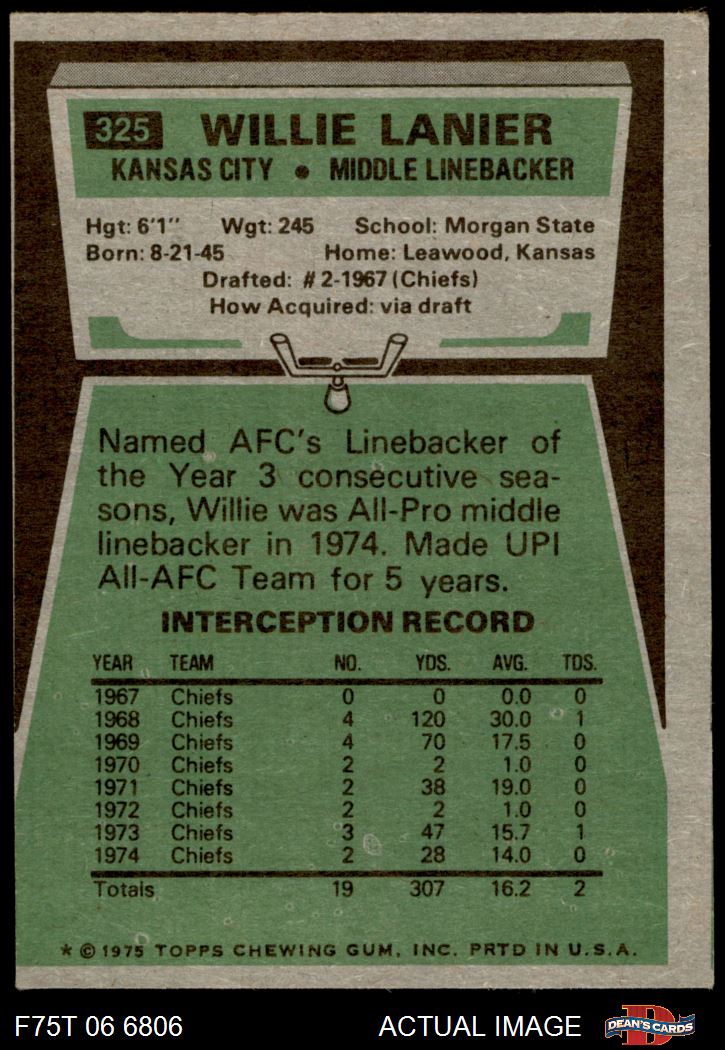 325 WILLIE LANIER
KANSAS CITY • MIDDLE LINEBACKER
Hgt: 6'1" Wgt: 245 School: Morgan State
Born: 8-21-45 Home: Leawood, Kansas
Drafted: #2-1967 (Chiefs)
How Acquired: via draft
Named AFC's Linebacker of
the Year 3 consecutive sea-
sons, Willie was All-Pro middle
linebacker in 1974. Made UPI
All-AFC Team for 5 years.
INTERCEPTION RECORD
YEAR TEAM NO. YDS. AVG. TDS.
1967 Chiefs 0 0 0.0 0
1968 Chiefs 4 120 30.0 1
1969 Chiefs 4 70 17.5 0
1970 Chiefs 2 2 1.0 0
1971 Chiefs 2 38 19.0 0
1972 Chiefs 2 2 1.0 0
1973 Chiefs 3 47 15.7 1
1974 Chiefs 2 28 14.0 0
Totals 19 307 16.2 2
* © 1975 TOPPS CHEWING GUM, INC. PRTD IN U.S.A.
F75T 06 6806 ACTUAL IMAGE D DEAN'S CARDS